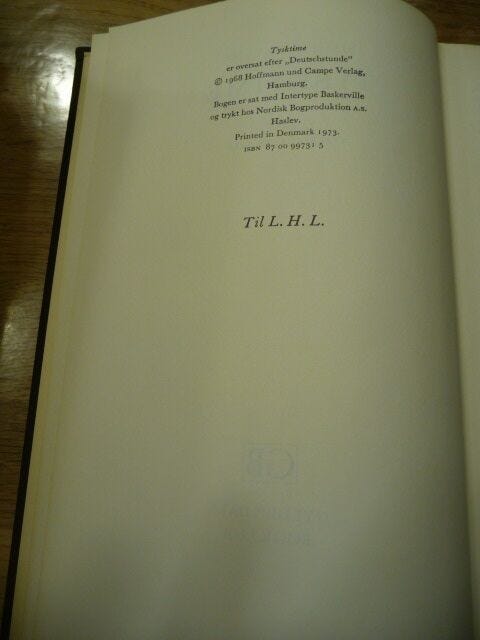 Tysktime
er oversat efter „Deutschstunde”
© 1968 Hoffmann und Campe Verlag,
Hamburg.
Bogen er sat med Intertype Baskerville
og trykt hos Nordisk Bogproduktion A.S.
Haslev.
Printed in Denmark 1973.
ISBN 87 00 99731 5
Til L. H. L.